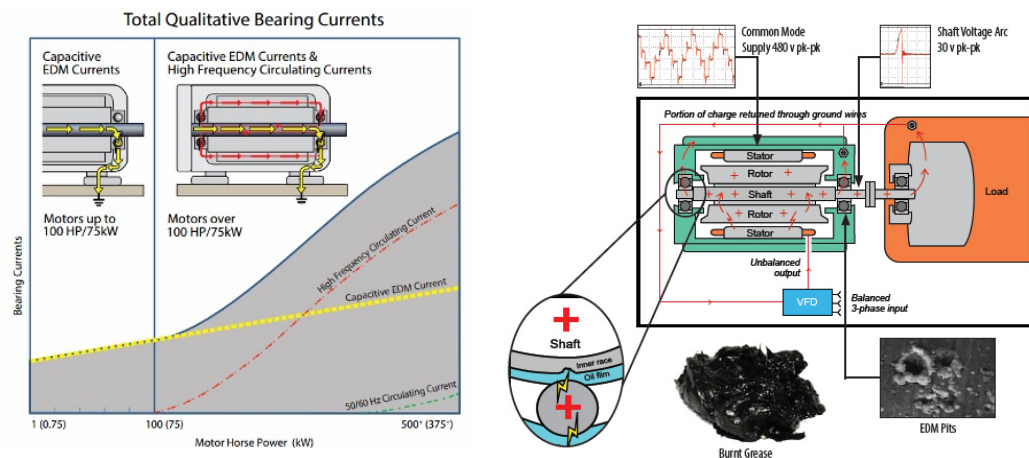 Total Qualitative Bearing Currents
Capacitive
EDM Currents
Capacitive EDM Currents &
High Frequency Circulating Currents
Motors up to
100 HP/75kW
Motors over
100 HP/75kW
Bearing Currents
High Frequency Circulating Current
Capacitive EDM Current
50/60 Hz Circulating Current
1 (0.75)
100(75)
500+ (375+)
Motor Horse Power (kW)
Common Mode
Supply 480 v pk-pk
Shaft Voltage Arc
30 v pk-pk
Portion of charge returned through ground wires
Stator
Rotor
Shaft
Rotor
Stator
Load
Unbalanced
output
VFD
Balanced
3-phase input
Shaft
Inner race
Oil film
Burnt Grease
EDM Pits